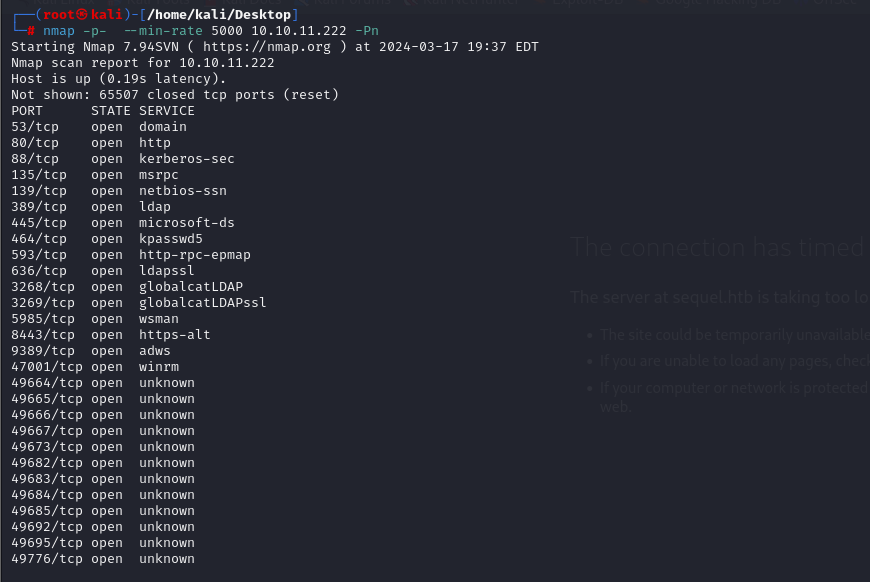 ┌──(root㉿kali)-[/home/kali/Desktop]
└─# nmap -p-  --min-rate 5000 10.10.11.222 -Pn
Starting Nmap 7.94SVN ( https://nmap.org ) at 2024-03-17 19:37 EDT
Nmap scan report for 10.10.11.222
Host is up (0.19s latency).
Not shown: 65507 closed tcp ports (reset)
PORT      STATE SERVICE
53/tcp    open  domain
80/tcp    open  http
88/tcp    open  kerberos-sec
135/tcp   open  msrpc
139/tcp   open  netbios-ssn
389/tcp   open  ldap
445/tcp   open  microsoft-ds
464/tcp   open  kpasswd5
593/tcp   open  http-rpc-epmap
636/tcp   open  ldapssl
3268/tcp  open  globalcatLDAP
3269/tcp  open  globalcatLDAPssl
5985/tcp  open  wsman
8443/tcp  open  https-alt
9389/tcp  open  adws
47001/tcp open  winrm
49664/tcp open  unknown
49665/tcp open  unknown
49666/tcp open  unknown
49667/tcp open  unknown
49673/tcp open  unknown
49682/tcp open  unknown
49683/tcp open  unknown
49684/tcp open  unknown
49685/tcp open  unknown
49692/tcp open  unknown
49695/tcp open  unknown
49776/tcp open  unknown
The connection has timed
The server at sequel.htb is taking too lo
The site could be temporarily unavailable
If you are unable to load any pages, chec
If your computer or network is protected
web.